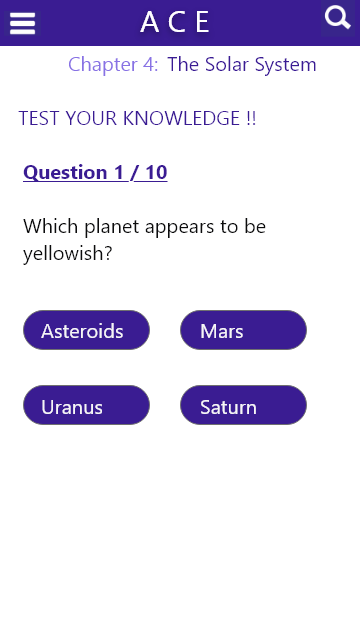 A C E
Chapter 4: The Solar System
TEST YOUR KNOWLEDGE !!
Question 1 / 10
Which planet appears to be
yellowish?
Asteroids
Mars
Uranus
Saturn